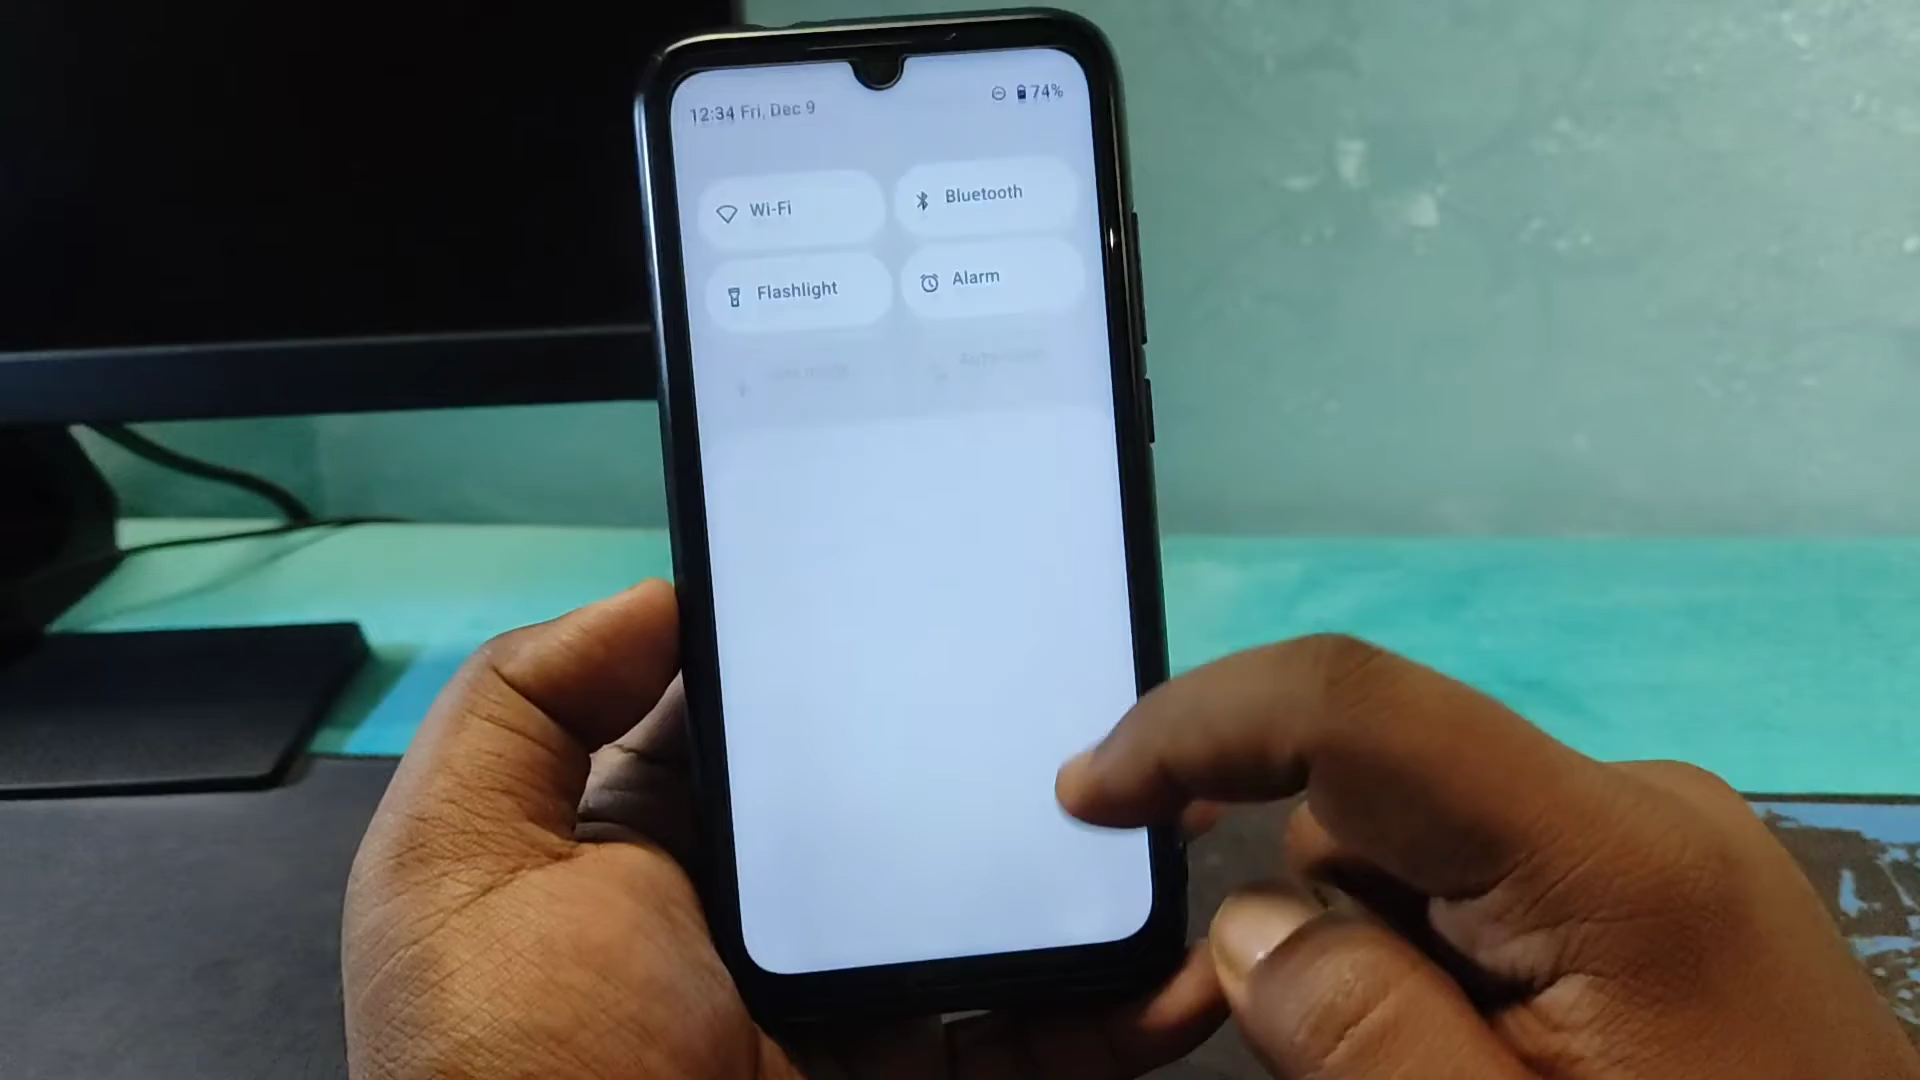 12:34 Fri, Dec 9
74%
Wi-Fi
Bluetooth
Flashlight
Alarm